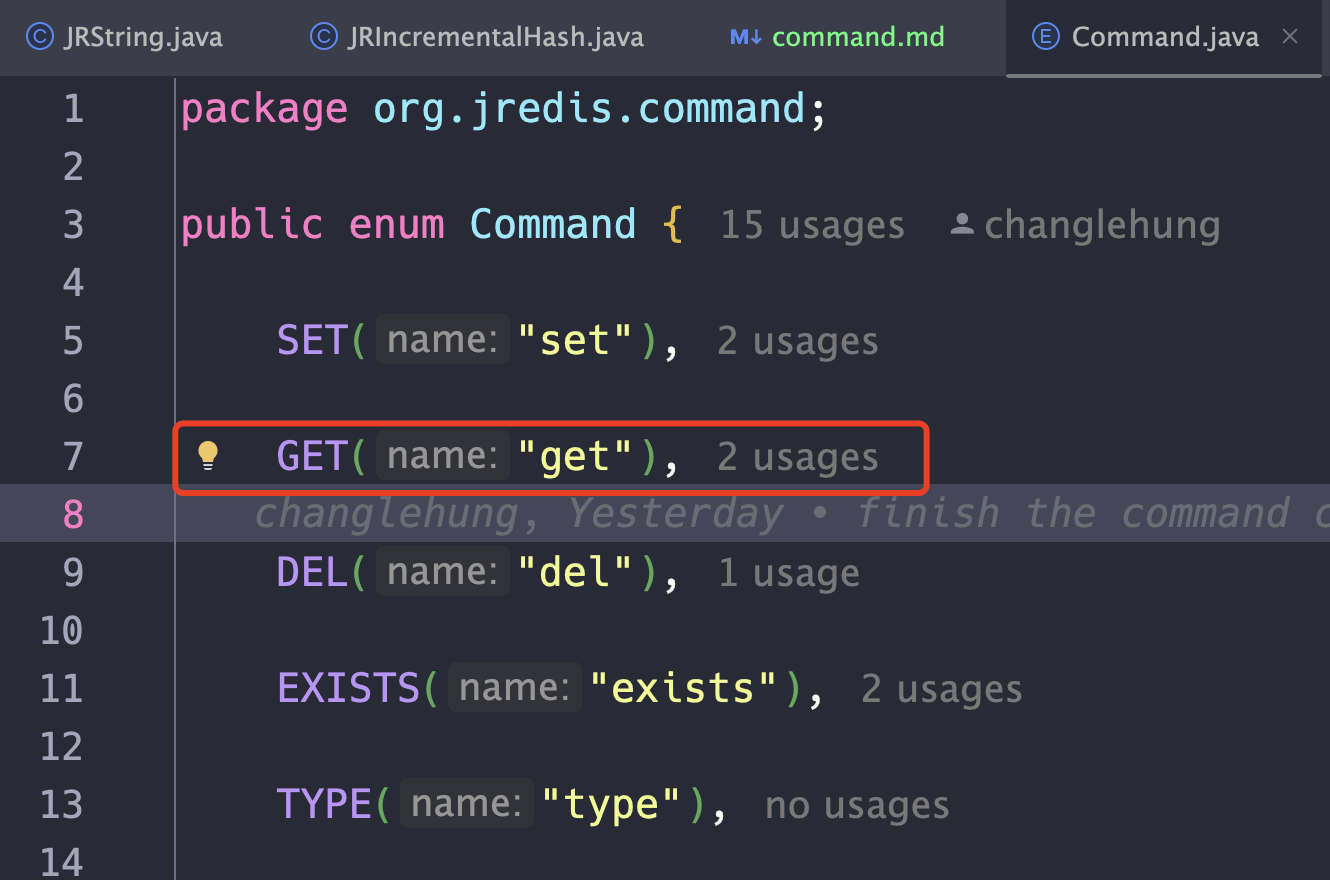 JRString.java JRIncrementalHash.java command.md Command.java
1 package org.jredis.command;
2
3 public enum Command { 15 usages changlehung
4
5 SET( name: "set"), 2 usages
6
7 GET( name: "get"), 2 usages
8 changlehung, Yesterday • finish the command
9 DEL( name: "del"), 1 usage
10
11 EXISTS( name: "exists"), 2 usages
12
13 TYPE( name: "type"), no usages
14